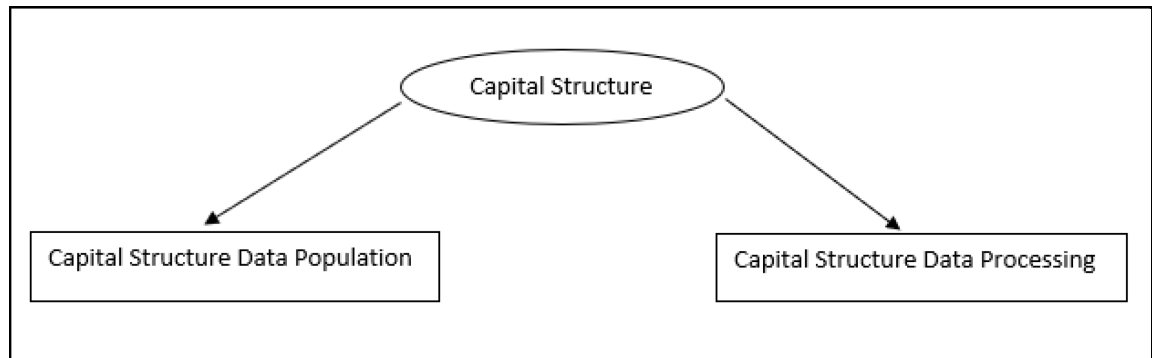 Capital Structure
Capital Structure Data Population
Capital Structure Data Processing